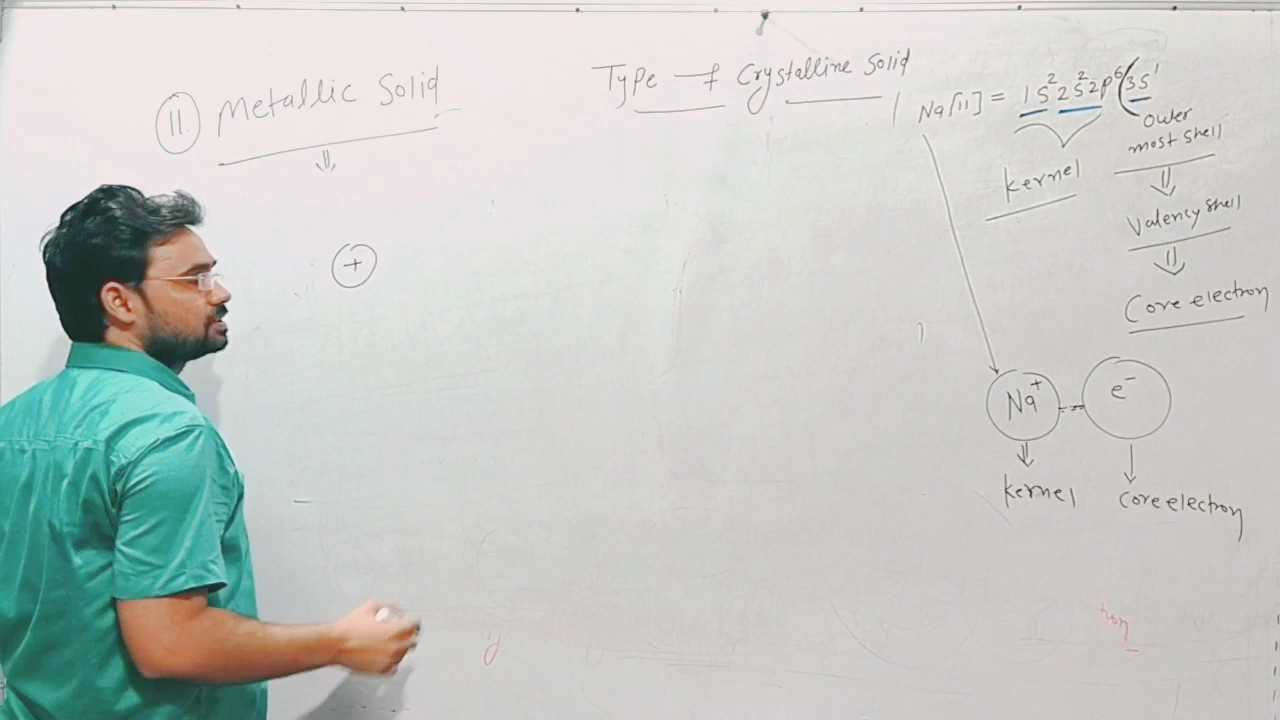 Type of Crystalline Solid
II. Metallic Solid
⇓
+
Na[11] = 1s² 2s² 2p⁶ (3s¹
kernel
outer
most shell
⇓
Valency shell
⇓
Core electron
Na⁺ -- e⁻
⇓ ↓
kernel core electron